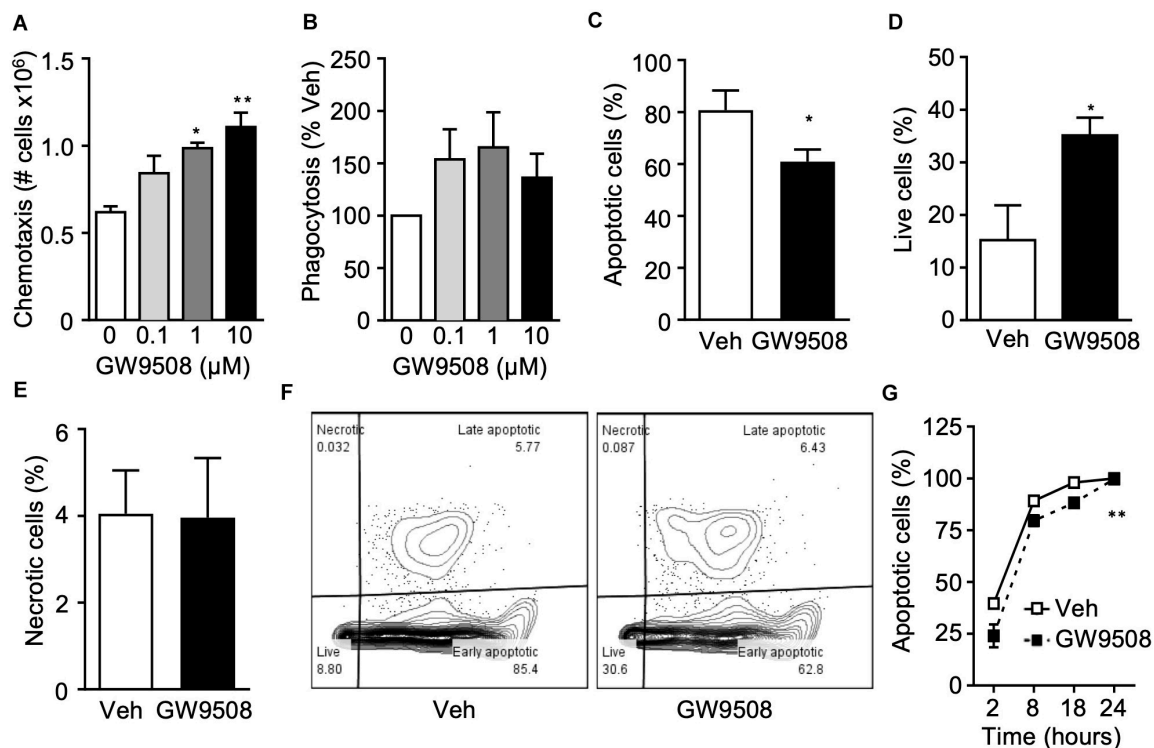 A
Chemotaxis (# cells x10⁶)
1.5
1.0
0.5
0
*
**
0 0.1 1 10
GW9508 (µM)
B
Phagocytosis (% Veh)
250
200
150
100
50
0
0 0.1 1 10
GW9508 (µM)
C
Apoptotic cells (%)
100
80
60
40
20
0
*
Veh GW9508
D
Live cells (%)
50
40
30
20
10
0
*
Veh GW9508
E
Necrotic cells (%)
6
4
2
0
Veh GW9508
F
Necrotic
0.032
Late apoptotic
5.77
Live
8.80
Early apoptotic
85.4
Veh
Necrotic
0.087
Late apoptotic
6.43
Live
30.6
Early apoptotic
62.8
GW9508
G
Apoptotic cells (%)
125
100
75
50
25
0
**
Veh
GW9508
2 8 18 24
Time (hours)